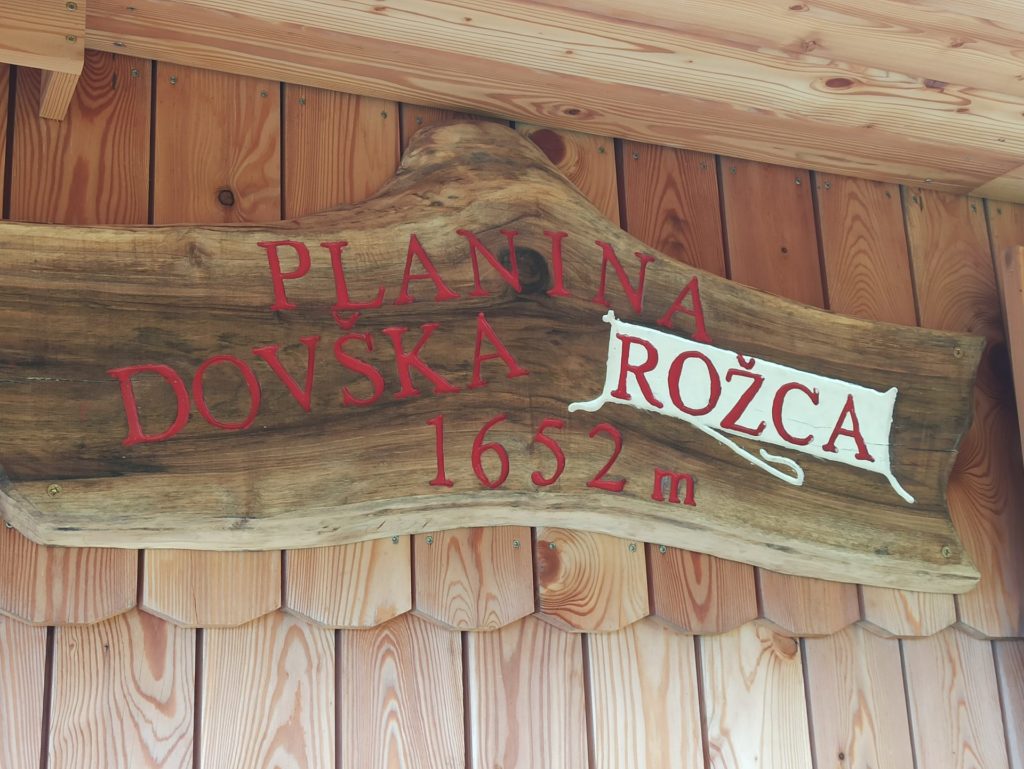 PLANINA
DOVŠKA ROŽCA
1652 m